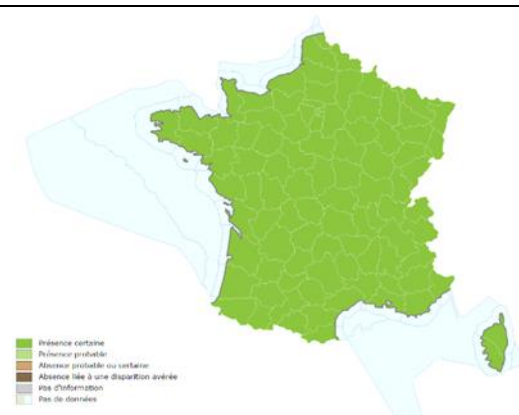 Présence certaine
Présence probable
Absence probable ou certaine
Absence liée à une disparition avérée
Pas d'information
Pas de données